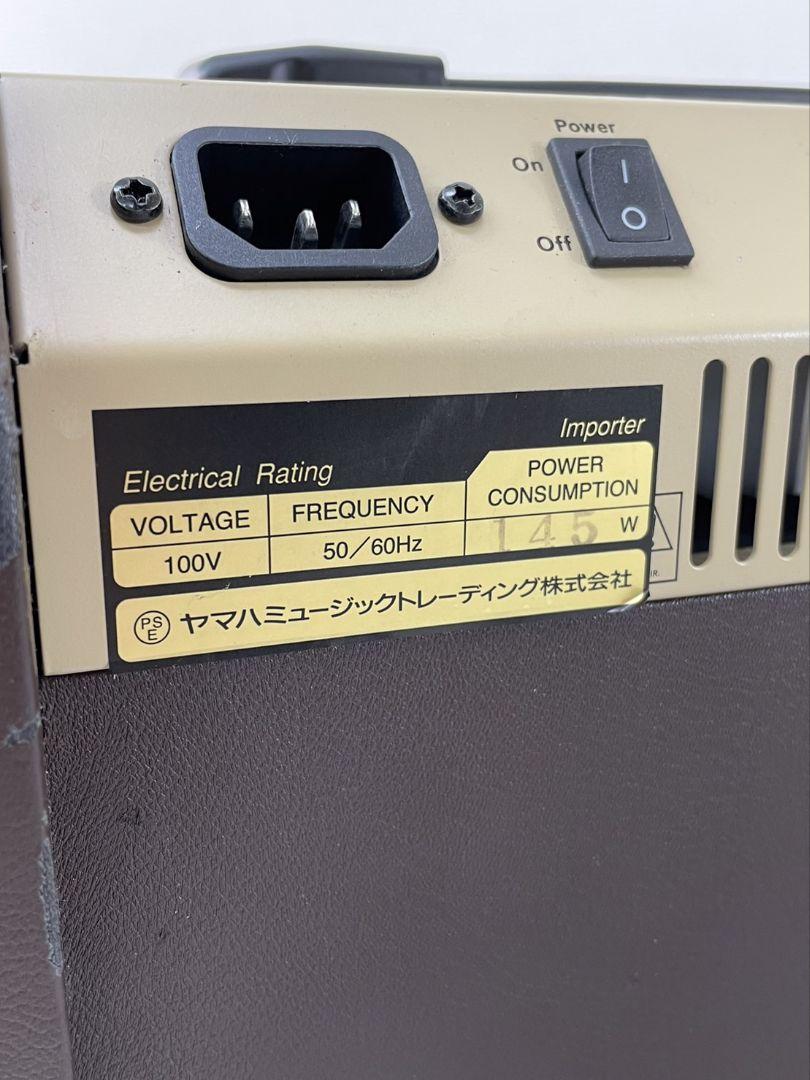 Power
On
Off
Importer
Electrical Rating
VOLTAGE
FREQUENCY
POWER
CONSUMPTION
100V
50/60Hz
145 W
PS
E
ヤマハミュージックトレーディング株式会社